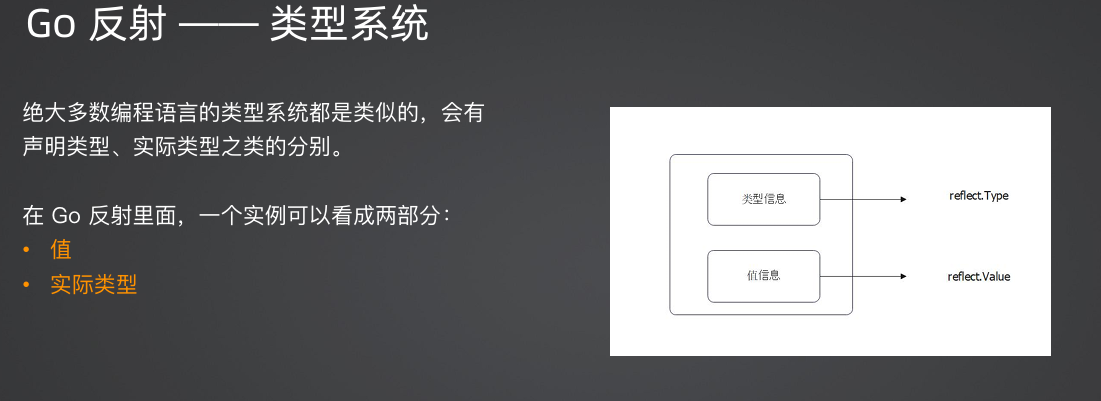 Go 反射 —— 类型系统
绝大多数编程语言的类型系统都是类似的，会有
声明类型、实际类型之类的分别。
在 Go 反射里面，一个实例可以看成两部分：
• 值
• 实际类型
类型信息
reflect.Type
值信息
reflect.Value